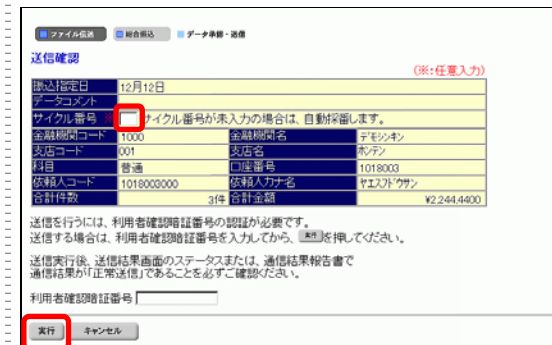 ファイル伝送 総合振込 データ承認・送信
送信確認
(※:任意入力)
振込指定日 12月12日
データコメント
サイクル番号 ※ サイクル番号が未入力の場合は、自動採番します。
金融機関コード 1000 金融機関名 デモシンキン
支店コード 001 支店名 ホンテン
科目 普通 口座番号 1018003
依頼人コード 1018003000 依頼人カナ名 ヤエスフドウサン
合計件数 3件 合計金額 ¥2,244,4400
送信を行うには、利用者確認暗証番号の認証が必要です。
送信する場合は、利用者確認暗証番号を入力してから、 実行 を押してください。
送信実行後、送信結果画面のステータスまたは、通信結果報告書で
通信結果が「正常送信」であることを必ずご確認ください。
利用者確認暗証番号
実行 キャンセル